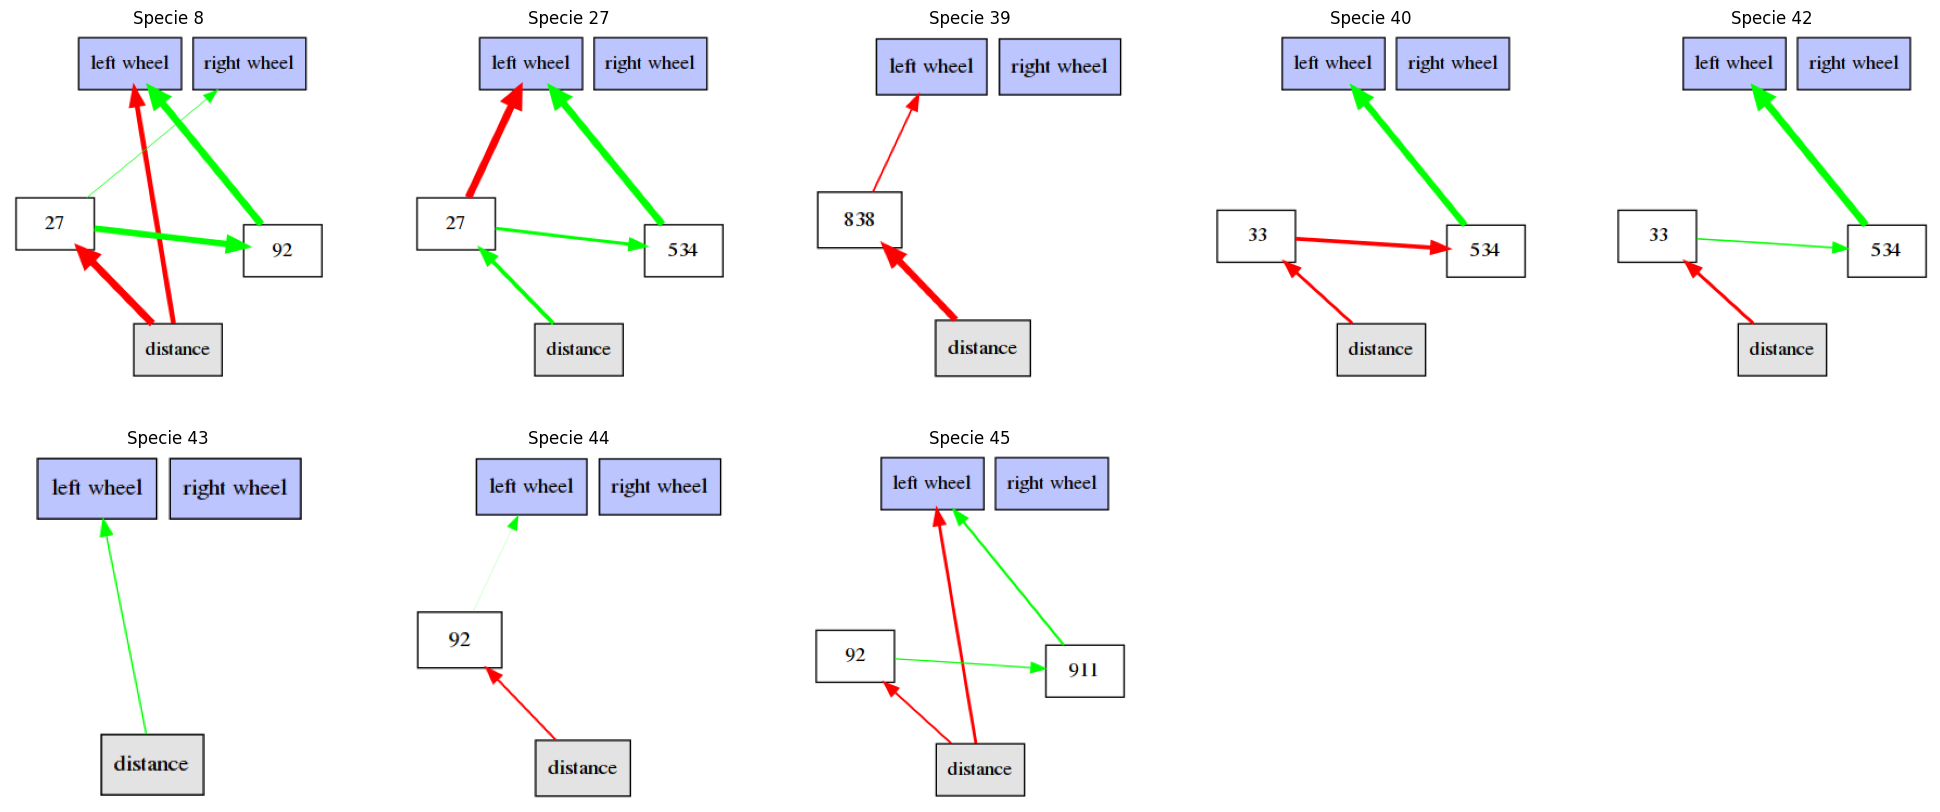 Specie 8
left wheel
right wheel
27
92
distance
Specie 27
left wheel
right wheel
27
534
distance
Specie 39
left wheel
right wheel
838
distance
Specie 40
left wheel
right wheel
33
534
distance
Specie 42
left wheel
right wheel
33
534
distance
Specie 43
left wheel
right wheel
distance
Specie 44
left wheel
right wheel
92
distance
Specie 45
left wheel
right wheel
92
911
distance